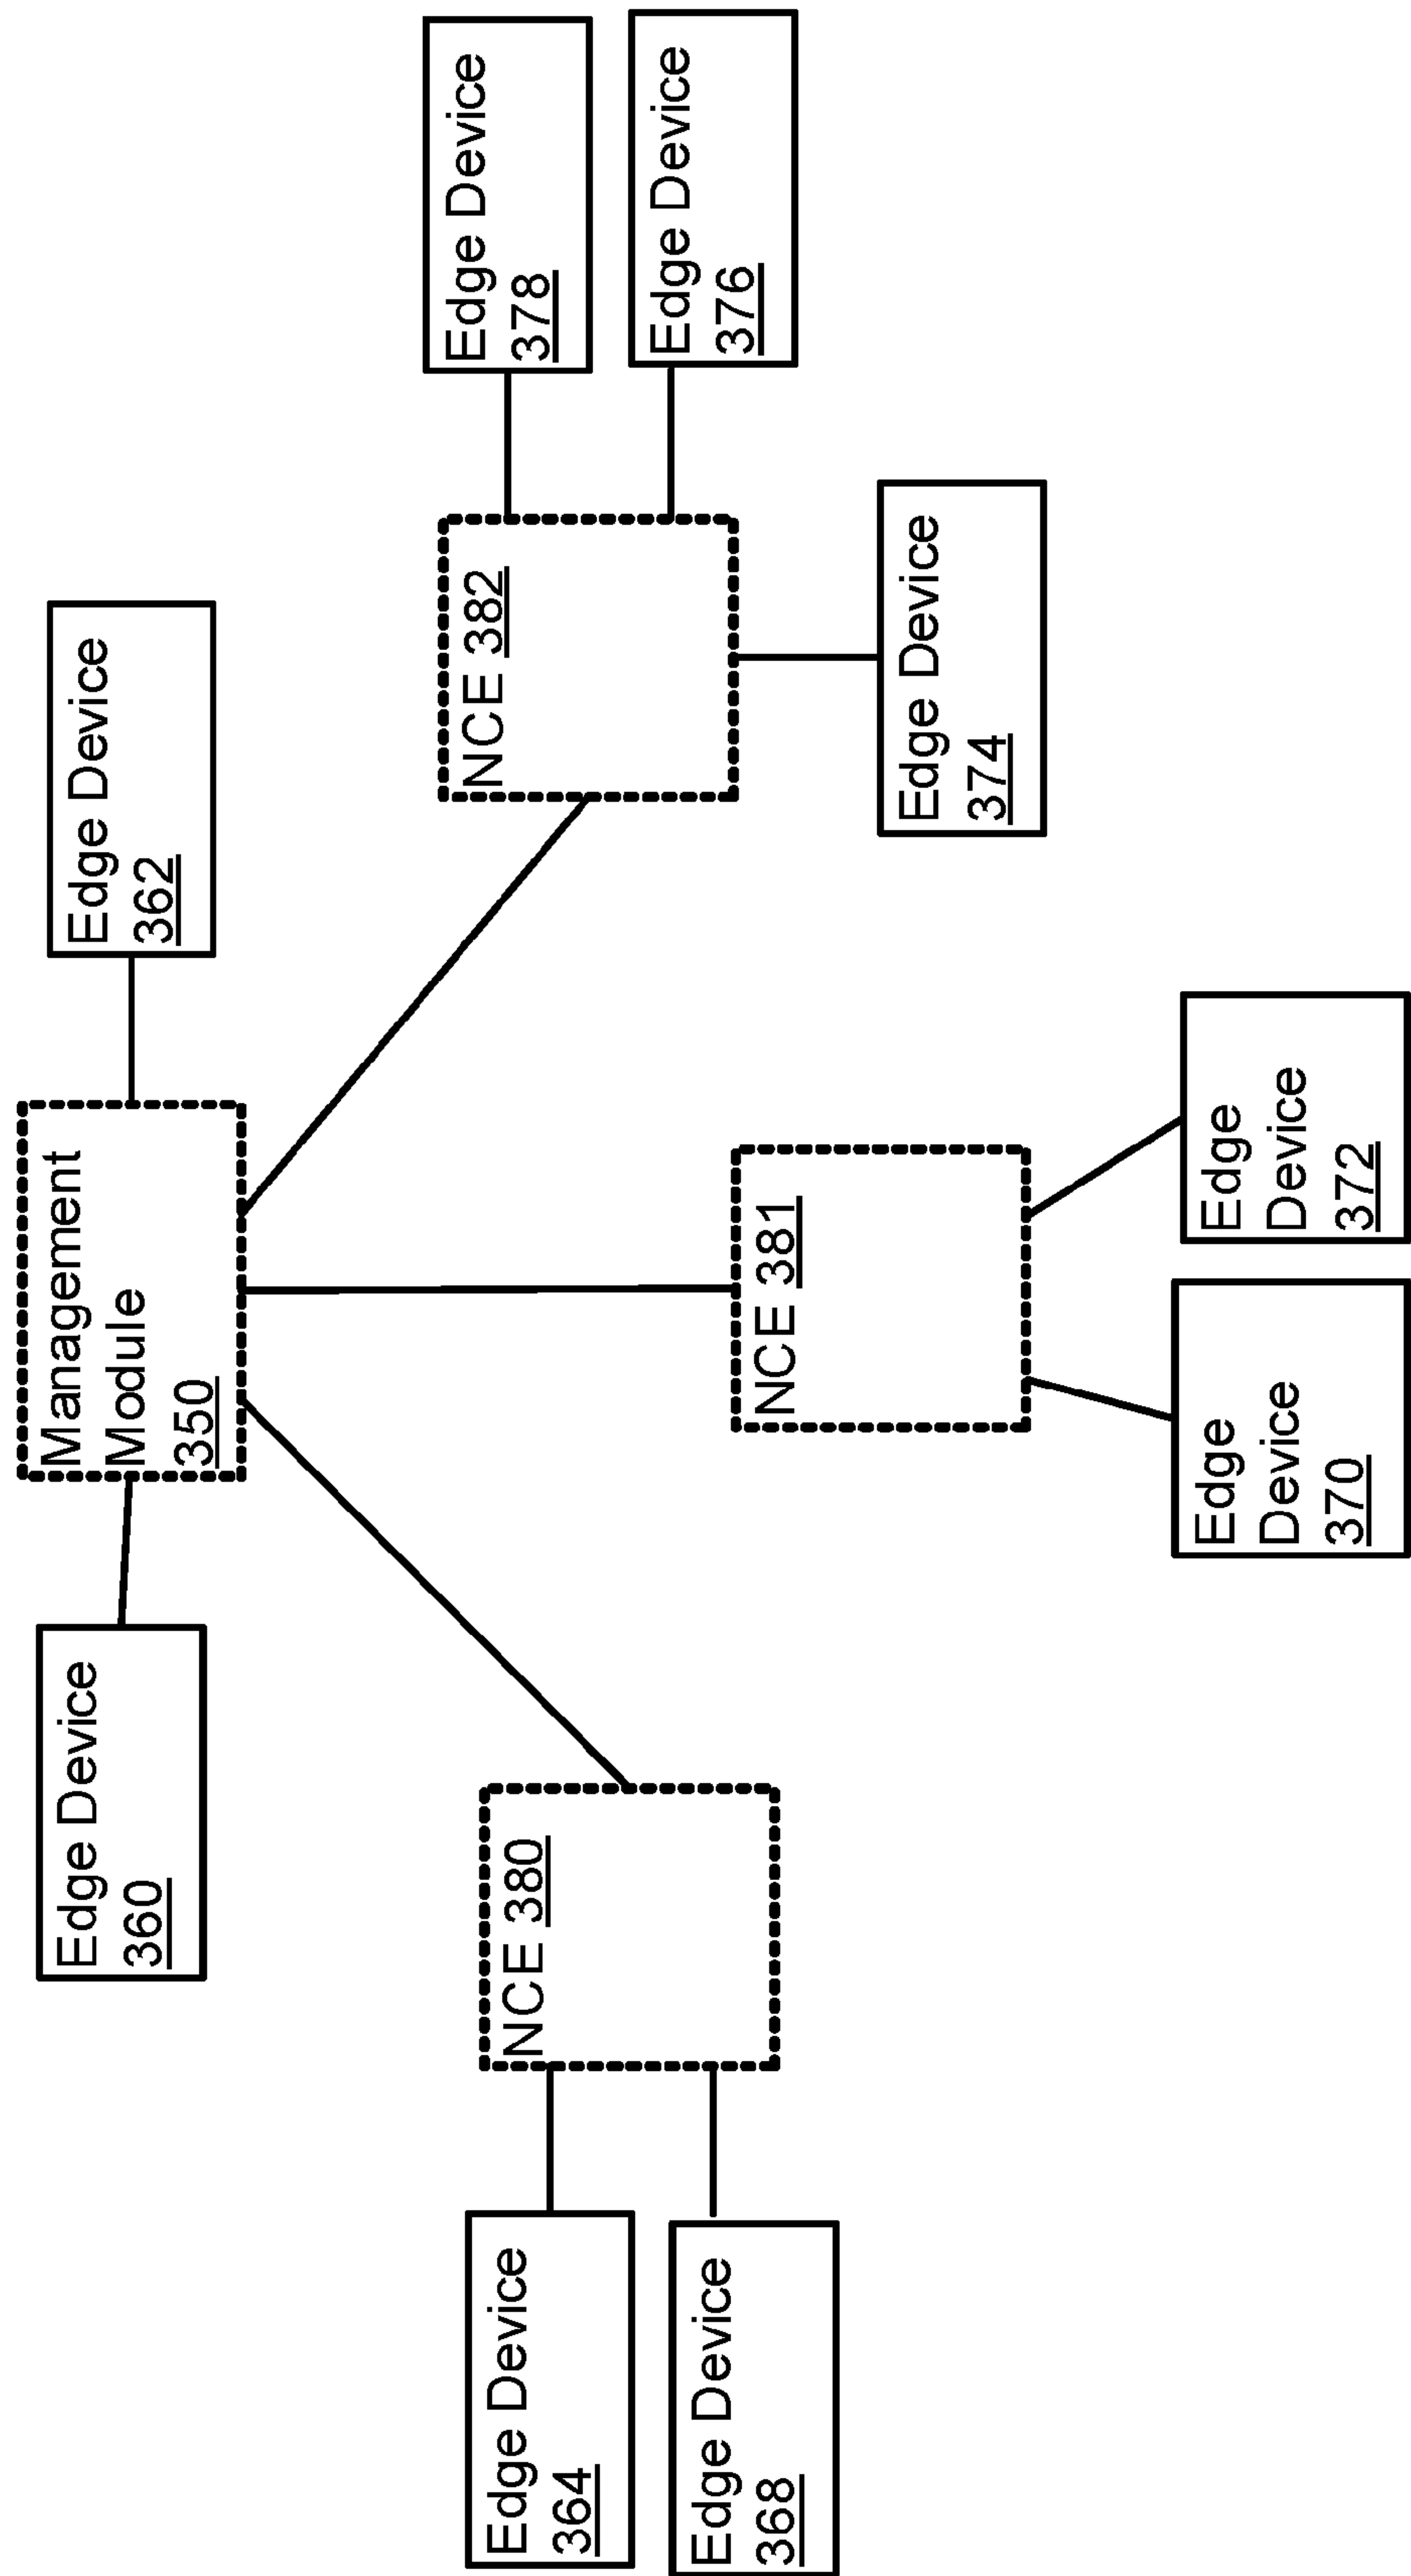 Edge Device
360
Management
Module
350
Edge Device
362
NCE 380
Edge Device
364
Edge Device
368
NCE 381
Edge
Device
370
Edge
Device
372
NCE 382
Edge Device
378
Edge Device
376
Edge Device
374